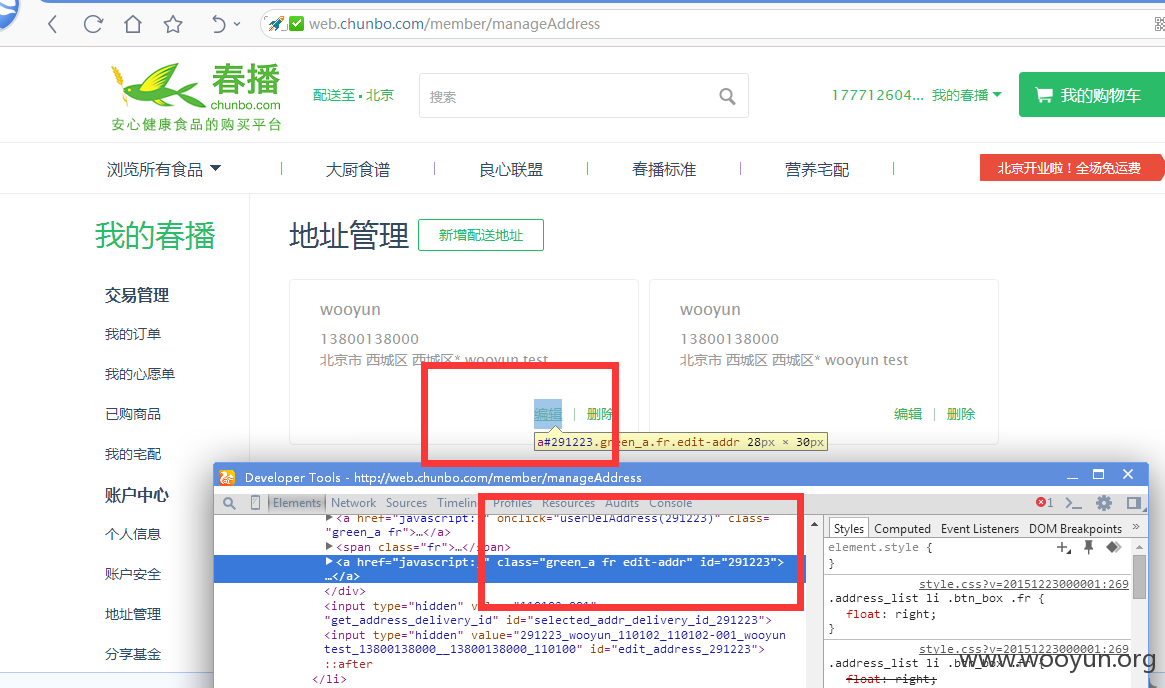 web.chunbo.com/member/manageAddress
春播
chunbo.com
安心健康食品的购买平台
配送至·北京
搜索
177712604... 我的春播
我的购物车
浏览所有食品
大厨食谱
良心联盟
春播标准
营养宅配
北京开业啦！全场免运费
我的春播
交易管理
我的订单
我的心愿单
已购商品
我的宅配
账户中心
个人信息
账户安全
地址管理
分享基金
地址管理
新增配送地址
wooyun
13800138000
北京市 西城区 西城区* wooyun test
编辑 | 删除
wooyun
13800138000
北京市 西城区 西城区* wooyun test
编辑 | 删除
a#291223.green_a.fr.edit-addr 28px × 30px
Developer Tools - http://web.chunbo.com/member/manageAddress
Elements Network Sources Timelin Profiles Resources Audits Console
1
<a href="javascript: " onclick="userDelAddress(291223)" class=
"green_a fr">…</a>
<span class="fr">…</span>
<a href="javascript: " class="green_a fr edit-addr" id="291223">
…</a>
</div>
<input type="hidden" value="110102-001"
"get_address_delivery_id" id="selected_addr_delivery_id_291223">
<input type="hidden" value="291223_wooyun_110102_110102-001_wooyun
test_13800138000__13800138000_110100" id="edit_address_291223">
::after
</li>
Styles Computed Event Listeners DOM Breakpoints »
element.style {
}
style.css?v=20151223000001:269
.address_list li .btn_box .fr {
float: right;
}
style.css?v=20151223000001:269
.address_list li .btn_box .fr {
float: right;
www.wooyun.org